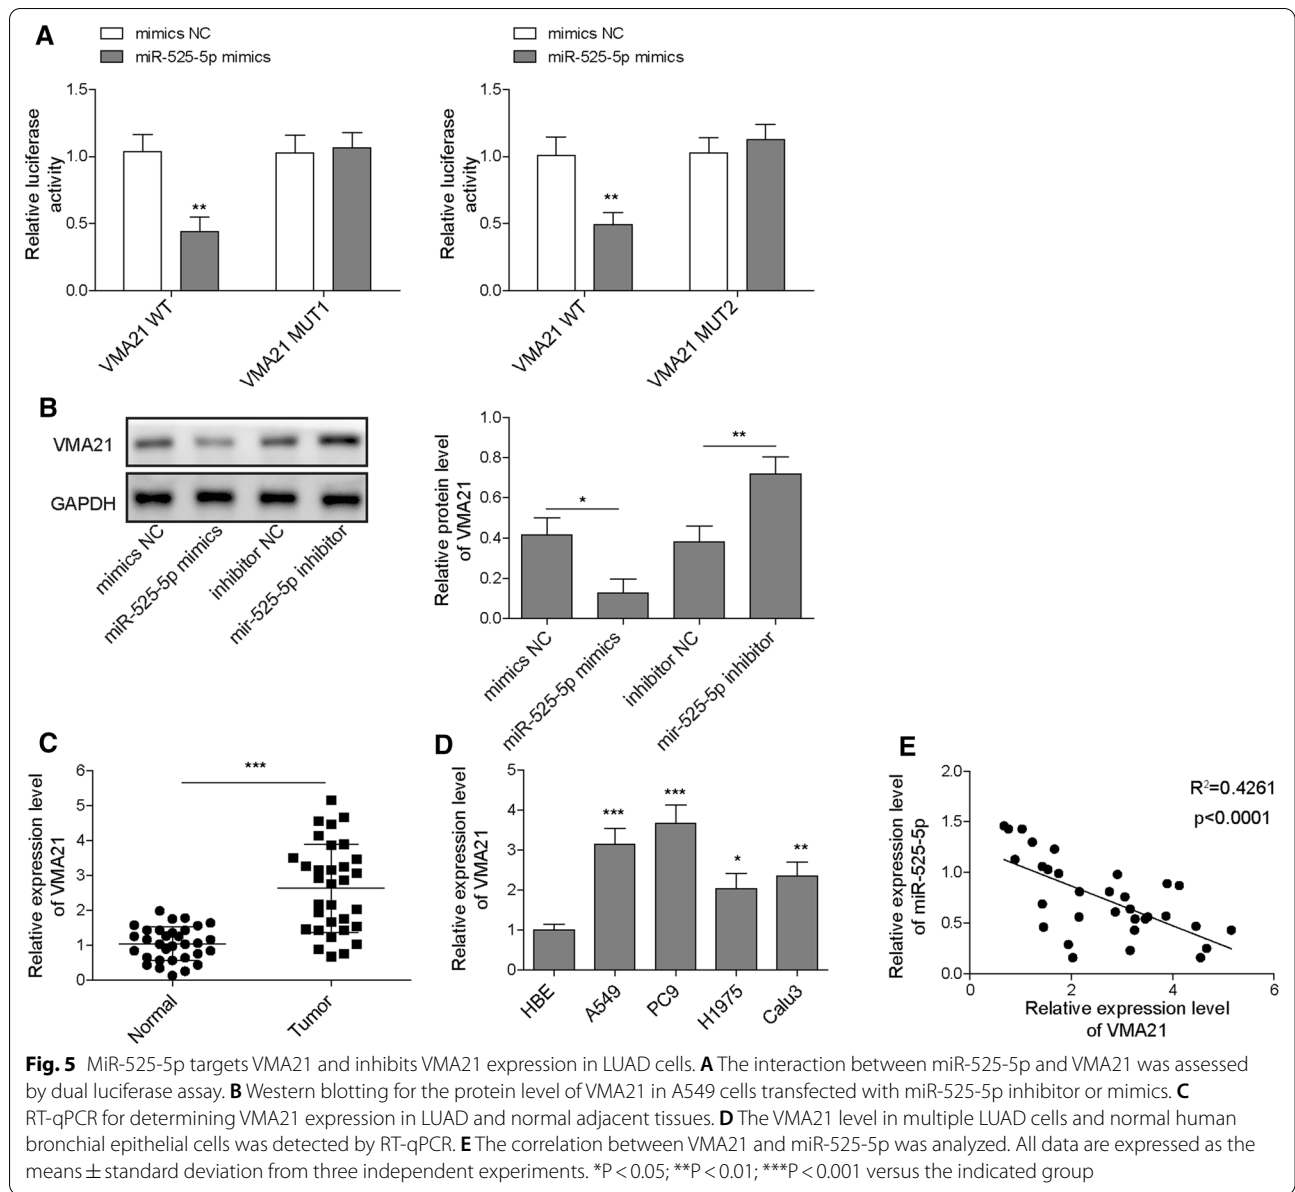 A
mimics NC
miR-525-5p mimics
1.5
1.0
0.5
0.0
Relative luciferase
activity
**
VMA21 WT
VMA21 MUT1
mimics NC
miR-525-5p mimics
1.5
1.0
0.5
0.0
Relative luciferase
activity
**
VMA21 WT
VMA21 MUT2
B
VMA21
GAPDH
mimics NC
miR-525-5p mimics
inhibitor NC
mir-525-5p inhibitor
1.0
0.8
0.6
0.4
0.2
0.0
Relative protein level
of VMA21
*
**
mimics NC
miR-525-5p mimics
inhibitor NC
mir-525-5p inhibitor
C
6
5
4
3
2
1
0
Relative expression level
of VMA21
***
Normal
Tumor
D
5
4
3
2
1
0
Relative expression level
of VMA21
***
***
*
**
HBE
A549
PC9
H1975
Calu3
E
2.0
1.5
1.0
0.5
0.0
Relative expression level
of miR-525-5p
R²=0.4261
p<0.0001
0
2
4
6
Relative expression level
of VMA21
Fig. 5 MiR-525-5p targets VMA21 and inhibits VMA21 expression in LUAD cells. A The interaction between miR-525-5p and VMA21 was assessed
by dual luciferase assay. B Western blotting for the protein level of VMA21 in A549 cells transfected with miR-525-5p inhibitor or mimics. C
RT-qPCR for determining VMA21 expression in LUAD and normal adjacent tissues. D The VMA21 level in multiple LUAD cells and normal human
bronchial epithelial cells was detected by RT-qPCR. E The correlation between VMA21 and miR-525-5p was analyzed. All data are expressed as the
means ± standard deviation from three independent experiments. *P < 0.05; **P < 0.01; ***P < 0.001 versus the indicated group